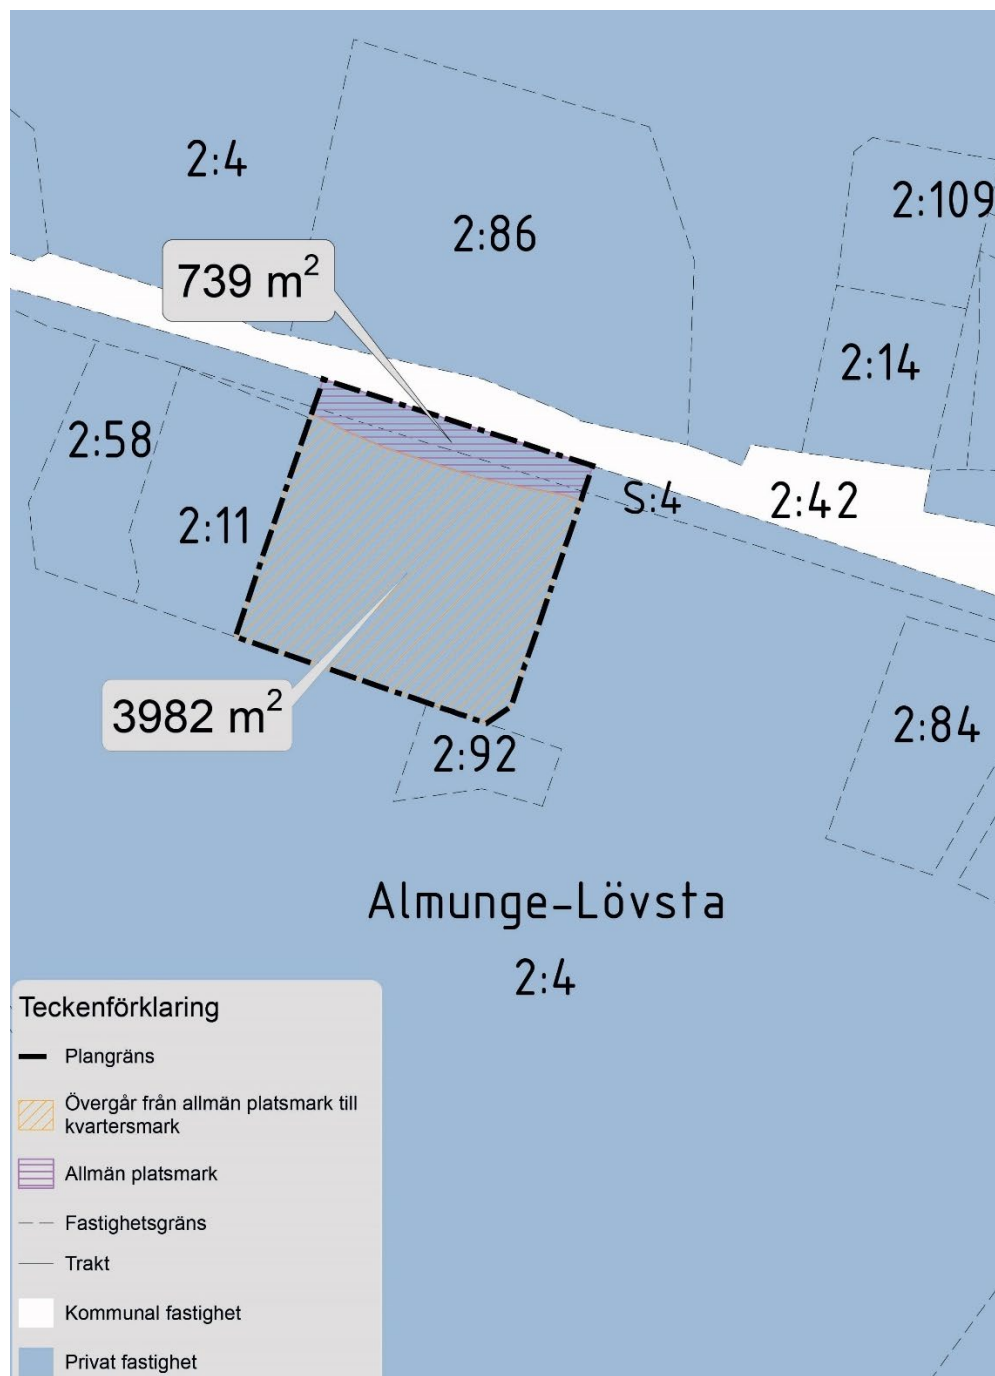 2:4
2:109
2:86
739 m²
2:14
2:58
S:4
2:42
2:11
3982 m²
2:84
2:92
Almunge-Lövsta
2:4
Teckenförklaring
Plangräns
Övergår från allmän platsmark till
kvartersmark
Allmän platsmark
Fastighetsgräns
Trakt
Kommunal fastighet
Privat fastighet